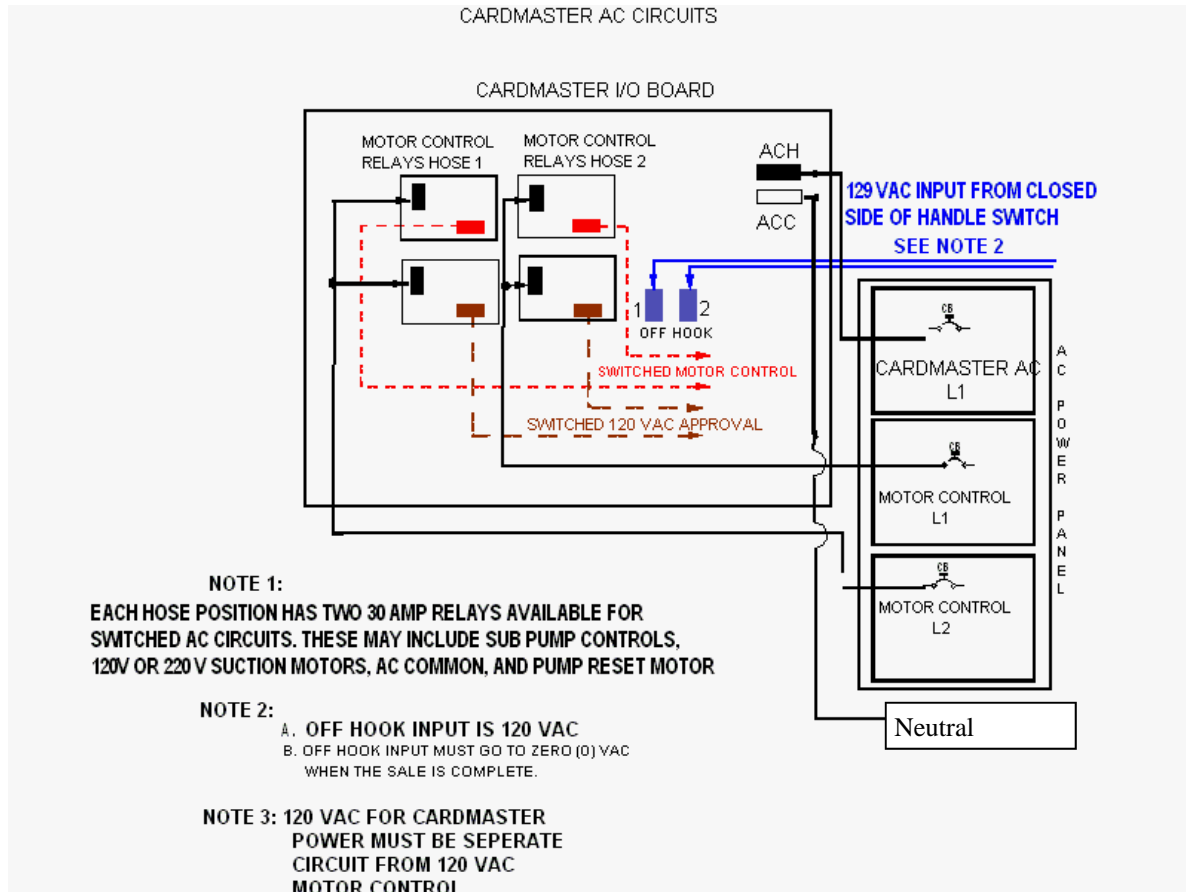 CARDMASTER AC CIRCUITS
CARDMASTER I/O BOARD
MOTOR CONTROL
RELAYS HOSE 1
MOTOR CONTROL
RELAYS HOSE 2
ACH
ACC
129 VAC INPUT FROM CLOSED
SIDE OF HANDLE SWITCH
SEE NOTE 2
1
2
OFF HOOK
SWITCHED MOTOR CONTROL
SWITCHED 120 VAC APPROVAL
CB
CARDMASTER AC
L1
CB
MOTOR CONTROL
L1
CB
MOTOR CONTROL
L2
AC POWER PANEL
Neutral
NOTE 1:
EACH HOSE POSITION HAS TWO 30 AMP RELAYS AVAILABLE FOR
SWITCHED AC CIRCUITS. THESE MAY INCLUDE SUB PUMP CONTROLS,
120V OR 220 V SUCTION MOTORS, AC COMMON, AND PUMP RESET MOTOR
NOTE 2:
A. OFF HOOK INPUT IS 120 VAC
B. OFF HOOK INPUT MUST GO TO ZERO (0) VAC
WHEN THE SALE IS COMPLETE.
NOTE 3: 120 VAC FOR CARDMASTER
POWER MUST BE SEPERATE
CIRCUIT FROM 120 VAC
MOTOR CONTROL